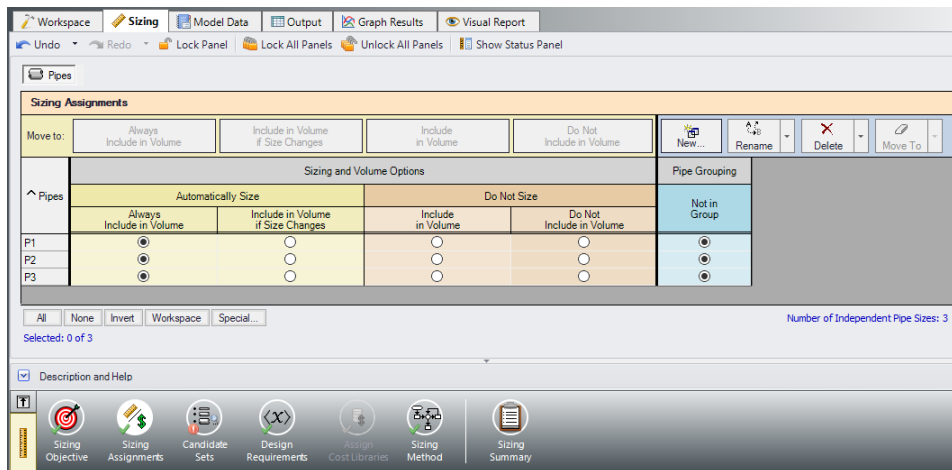 Workspace Sizing Model Data Output Graph Results Visual Report
Undo Redo Lock Panel Lock All Panels Unlock All Panels Show Status Panel
Pipes
Sizing Assignments
Move to:
Always
Include in Volume
Include in Volume
if Size Changes
Include
in Volume
Do Not
Include in Volume
New...
Rename
Delete
Move To
Pipes
Sizing and Volume Options
Pipe Grouping
Automatically Size
Do Not Size
Not in
Group
Always
Include in Volume
Include in Volume
if Size Changes
Include
in Volume
Do Not
Include in Volume
P1
P2
P3
All None Invert Workspace Special...
Number of Independent Pipe Sizes: 3
Selected: 0 of 3
Description and Help
Sizing
Objective
Sizing
Assignments
Candidate
Sets
Design
Requirements
Assign
Cost Libraries
Sizing
Method
Sizing
Summary